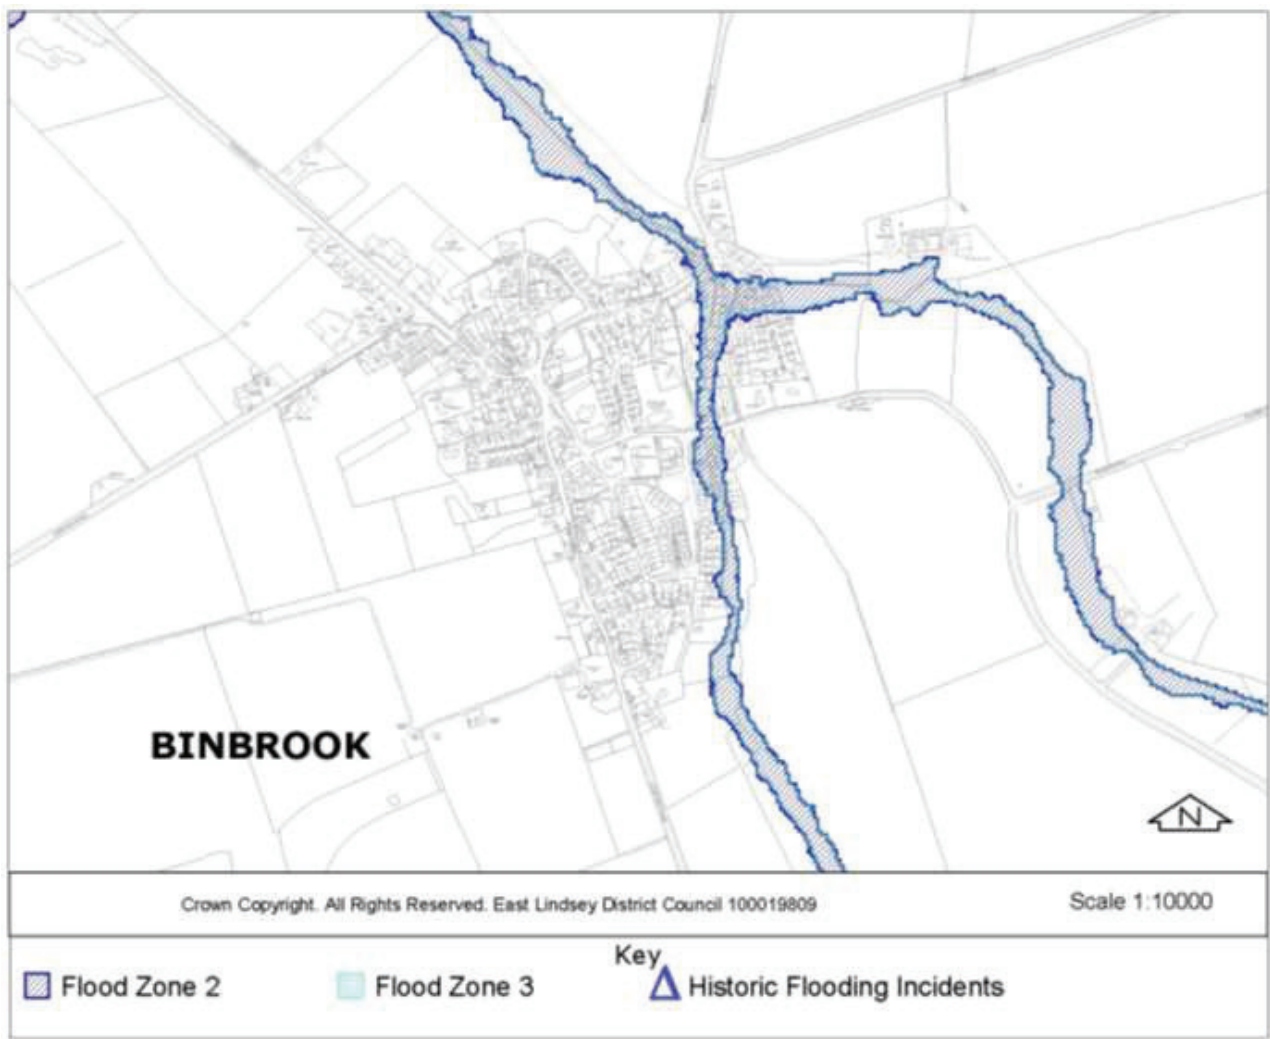 BINBROOK
N
Crown Copyright. All Rights Reserved. East Lindsey District Council 100019809
Scale 1:10000
Key
Flood Zone 2
Flood Zone 3
Historic Flooding Incidents